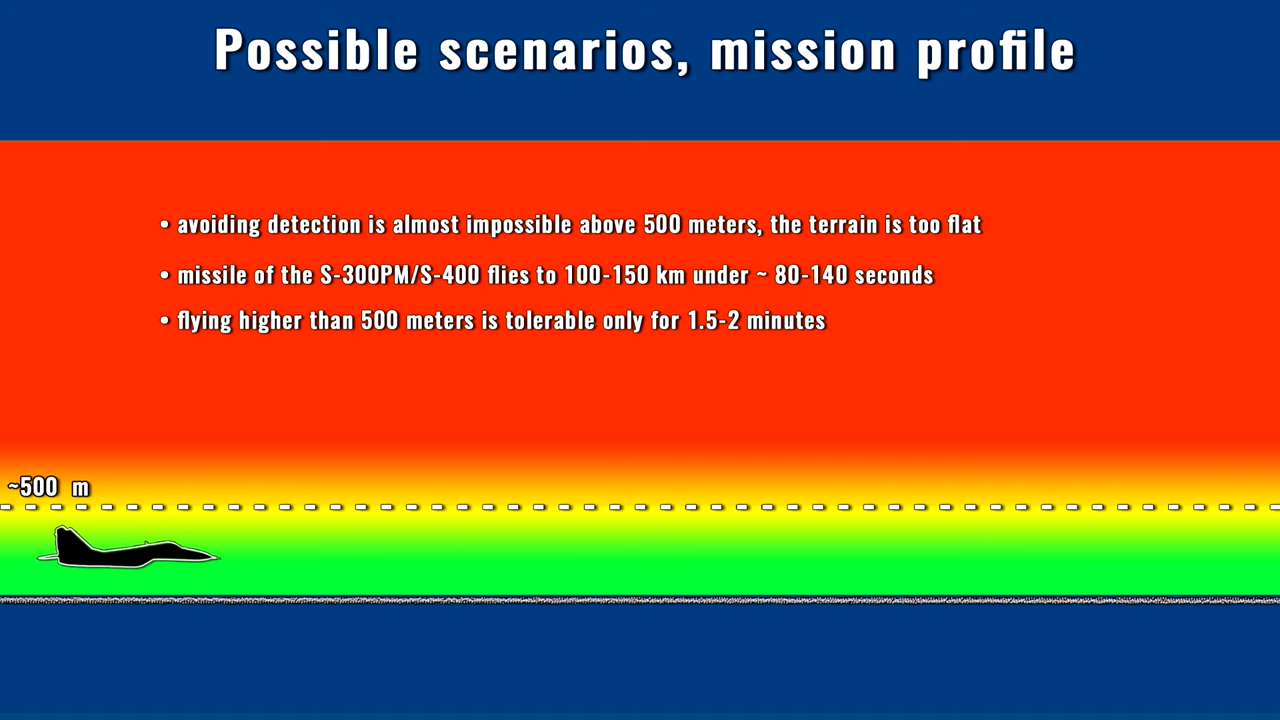 Possible scenarios, mission profile
• avoiding detection is almost impossible above 500 meters, the terrain is too flat
• missile of the S-300PM/S-400 flies to 100-150 km under ~ 80-140 seconds
• flying higher than 500 meters is tolerable only for 1.5-2 minutes
~500 m